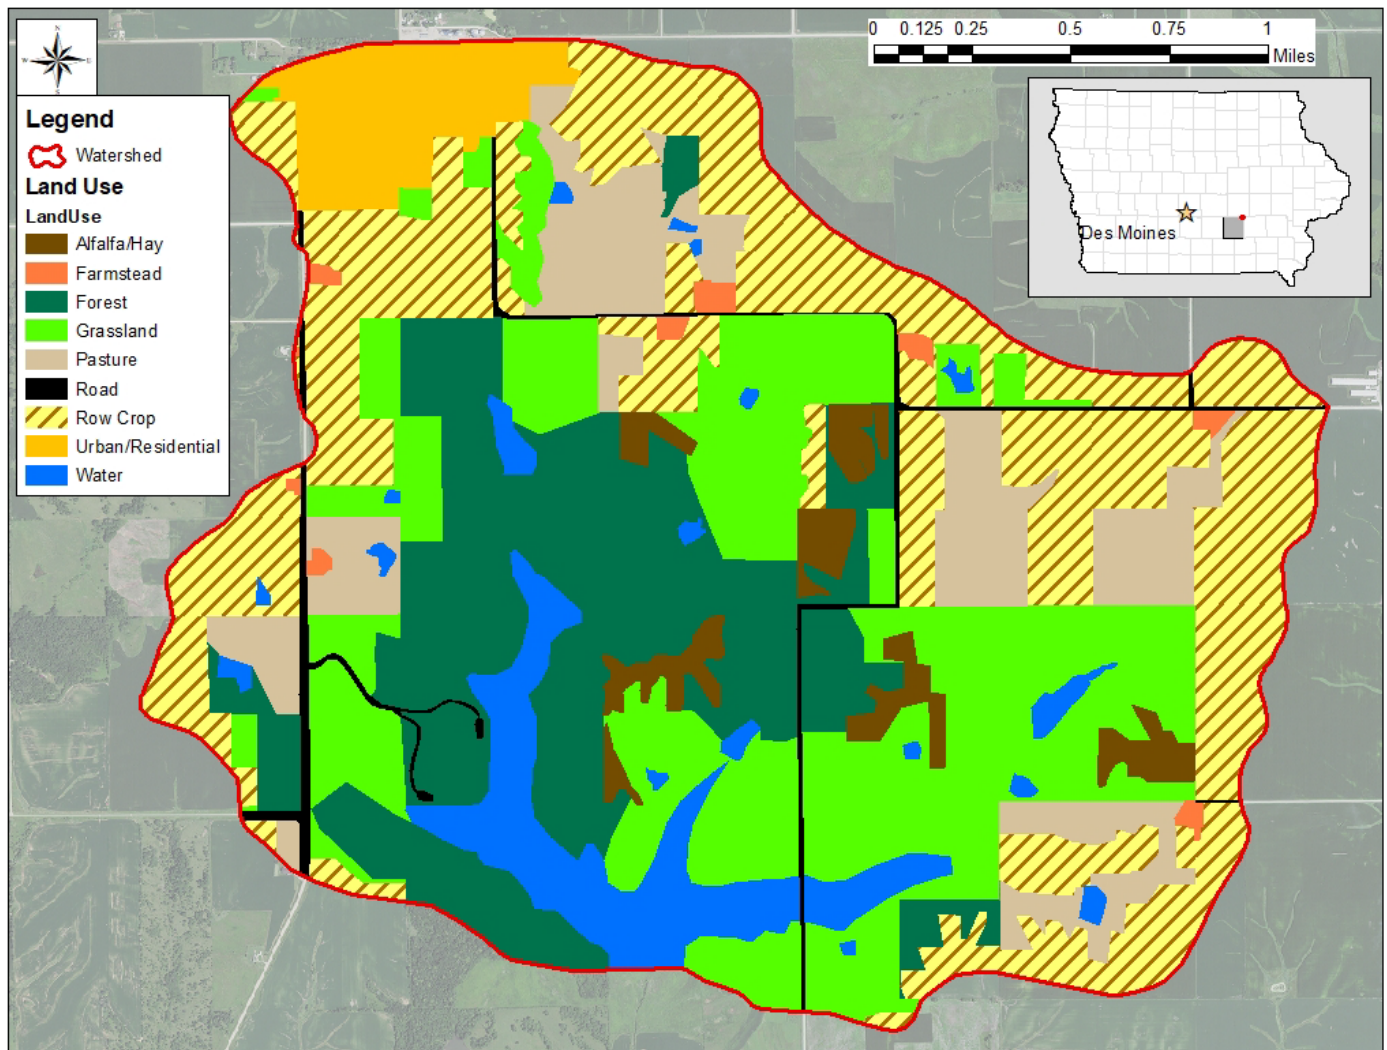 N
W E
S
0 0.125 0.25 0.5 0.75 1
Miles
Legend
Watershed
Land Use
LandUse
Alfalfa/Hay
Farmstead
Forest
Grassland
Pasture
Road
Row Crop
Urban/Residential
Water
Des Moines